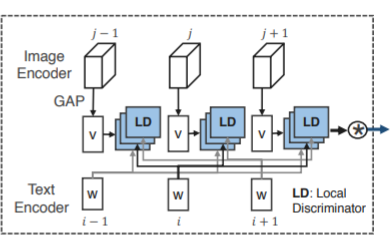 j − 1
j
j + 1
Image
Encoder
GAP
V
LD
V
LD
V
LD
Text
Encoder
W
W
W
LD: Local
Discriminator
i − 1
i
i + 1